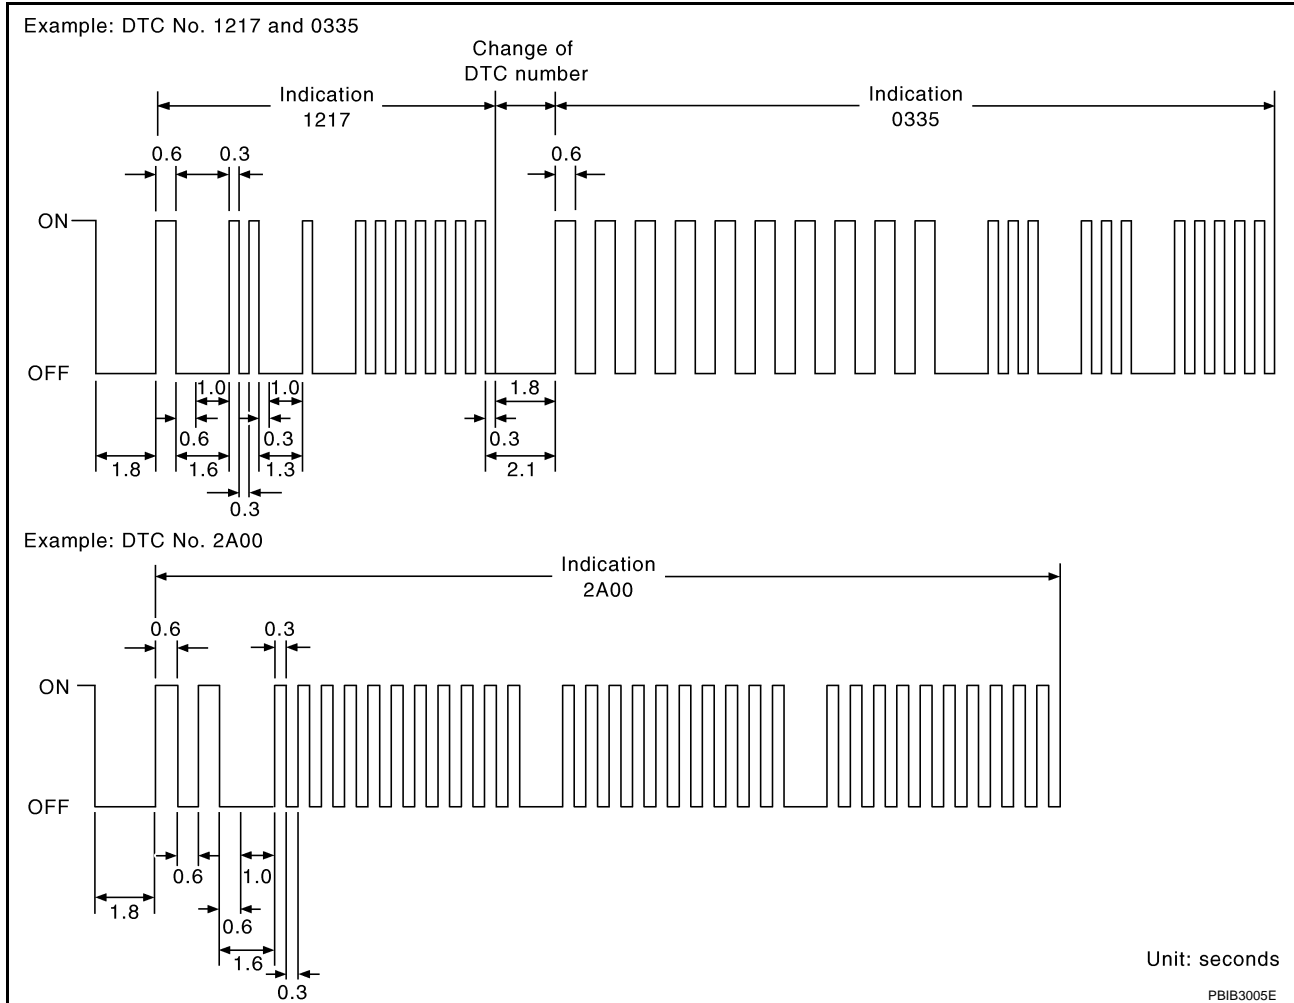 Example: DTC No. 1217 and 0335
Change of
DTC number
Indication
1217
Indication
0335
0.6
0.3
0.6
ON
OFF
1.0
1.0
1.8
0.6
0.3
0.3
1.8
1.6
1.3
2.1
0.3
Example: DTC No. 2A00
Indication
2A00
0.6
0.3
ON
OFF
0.6
1.0
1.8
0.6
1.6
0.3
Unit: seconds
PBIB3005E